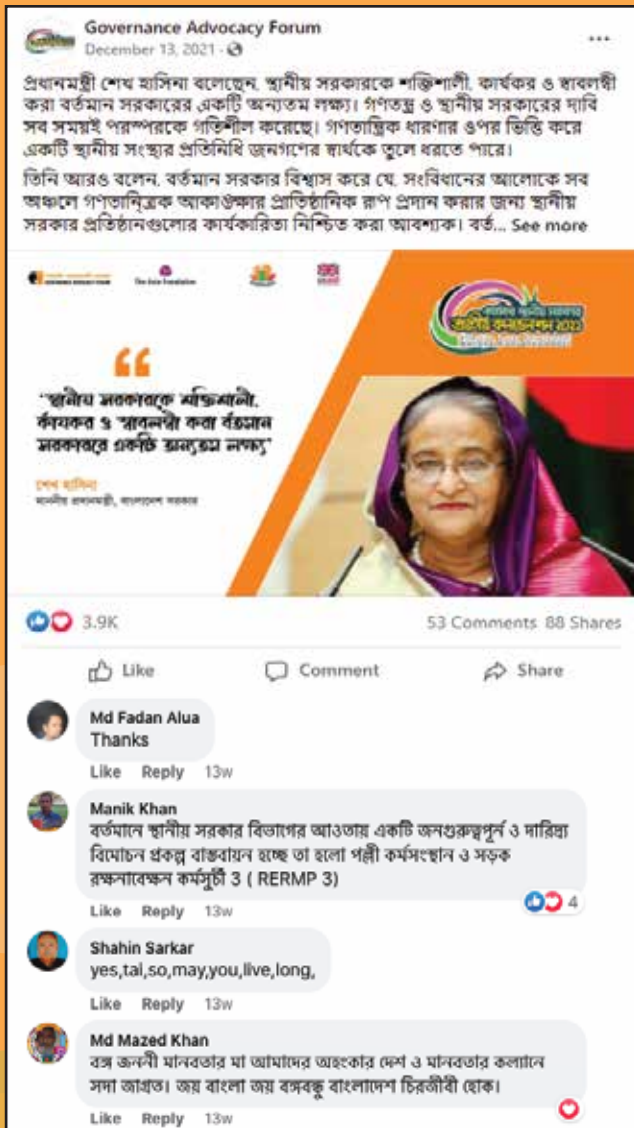 Governance Advocacy Forum
December 13, 2021 ·
প্রধানমন্ত্রী শেখ হাসিনা বলেছেন, স্থানীয় সরকারকে শক্তিশালী, কার্যকর ও স্বাবলম্বী
করা বর্তমান সরকারের একটি অন্যতম লক্ষ্য। গণতন্ত্র ও স্থানীয় সরকারের দাবি
সব সময়ই পরস্পরকে গতিশীল করেছে। গণতান্ত্রিক ধারণার ওপর ভিত্তি করে
একটি স্থানীয় সংস্থার প্রতিনিধি জনগণের স্বার্থকে তুলে ধরতে পারে।
তিনি আরও বলেন, বর্তমান সরকার বিশ্বাস করে যে, সংবিধানের আলোকে সব
অঞ্চলে গণতান্ত্রিক আকাঙ্ক্ষার প্রাতিষ্ঠানিক রূপ প্রদান করার জন্য স্থানীয়
সরকার প্রতিষ্ঠানগুলোর কার্যকারিতা নিশ্চিত করা আবশ্যক। বর্ত... See more
The Asia Foundation
“স্থানীয় সরকারকে শক্তিশালী,
কার্যকর ও স্বাবলম্বী করা বর্তমান
সরকারের একটি অন্যতম লক্ষ্য”
শেখ হাসিনা
মাননীয় প্রধানমন্ত্রী, বাংলাদেশ সরকার
3.9K 53 Comments 88 Shares
Like Comment Share
Md Fadan Alua
Thanks
Like Reply 13w
Manik Khan
বর্তমানে স্থানীয় সরকার বিভাগের আওতায় একটি জনগুরুত্বপূর্ন ও দারিদ্র্য
বিমোচন প্রকল্প বাস্তবায়ন হচ্ছে তা হলো পল্লী কর্মসংস্থান ও সড়ক
রক্ষনাবেক্ষন কর্মসুচী 3 ( RERMP 3)
4
Like Reply 13w
Shahin Sarkar
yes,tal,so,may,you,live,long,
Like Reply 13w
Md Mazed Khan
বঙ্গ জননী মানবতার মা আমাদের অহংকার দেশ ও মানবতার কল্যানে
সদা জাগ্রত। জয় বাংলা জয় বঙ্গবন্ধু বাংলাদেশ চিরজীবী হোক।
Like Reply 13w